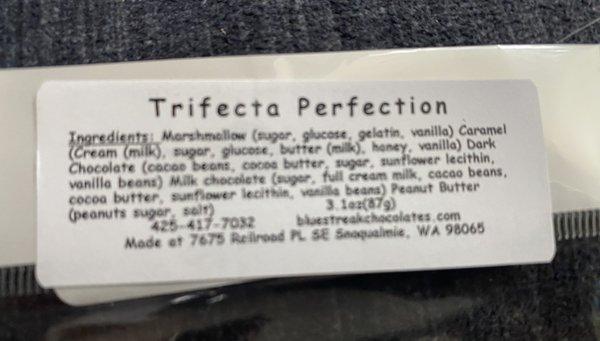 Trifecta Perfection
Ingredients: Marshmallow (sugar, glucose, gelatin, vanilla) Caramel
(Cream (milk), sugar, glucose, butter (milk), honey, vanilla) Dark
Chocolate (cacao beans, cocoa butter, sugar, sunflower lecithin,
vanilla beans) Milk chocolate (sugar, full cream milk, cacao beans,
cocoa butter, sunflower lecithin, vanilla beans) Peanut Butter
(peanuts sugar, salt) 3.1oz(87g)
425-417-7032 bluestreakchocolates.com
Made at 7675 Railroad PL SE Snoqualmie, WA 98065